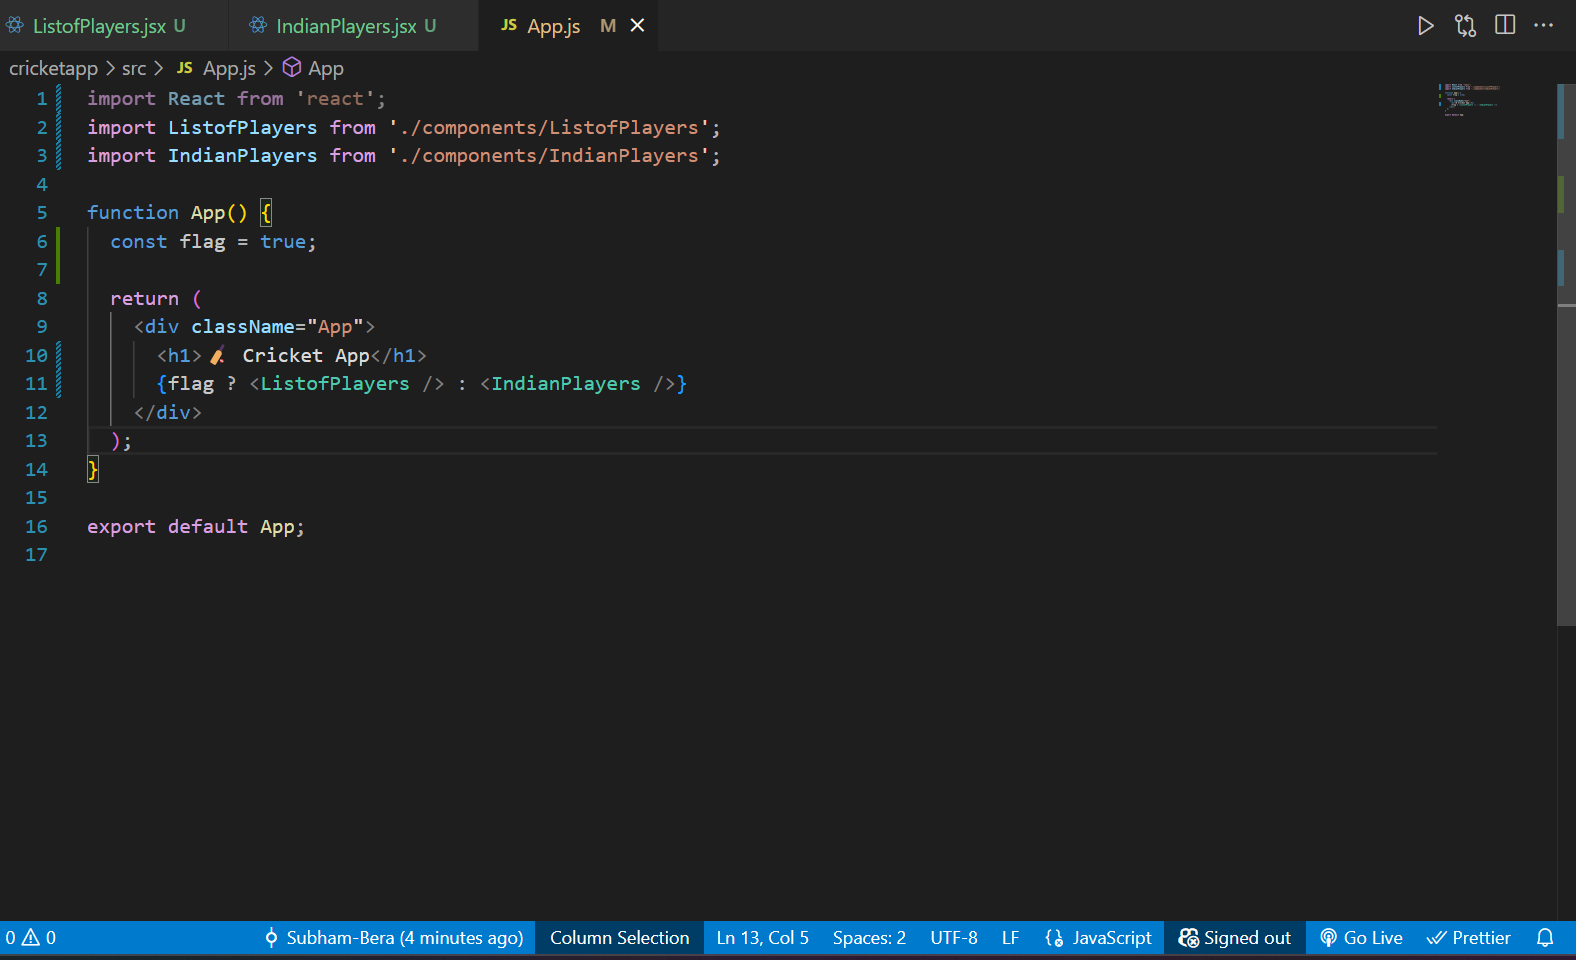 ListofPlayers.jsx U IndianPlayers.jsx U JS App.js M
cricketapp > src > JS App.js > App
1 import React from 'react';
2 import ListofPlayers from './components/ListofPlayers';
3 import IndianPlayers from './components/IndianPlayers';
4
5 function App() {
6   const flag = true;
7
8   return (
9     <div className="App">
10       <h1>🏏 Cricket App</h1>
11       {flag ? <ListofPlayers /> : <IndianPlayers />}
12     </div>
13   );
14 }
15
16 export default App;
17
0 0 Subham-Bera (4 minutes ago) Column Selection Ln 13, Col 5 Spaces: 2 UTF-8 LF JavaScript Signed out Go Live Prettier